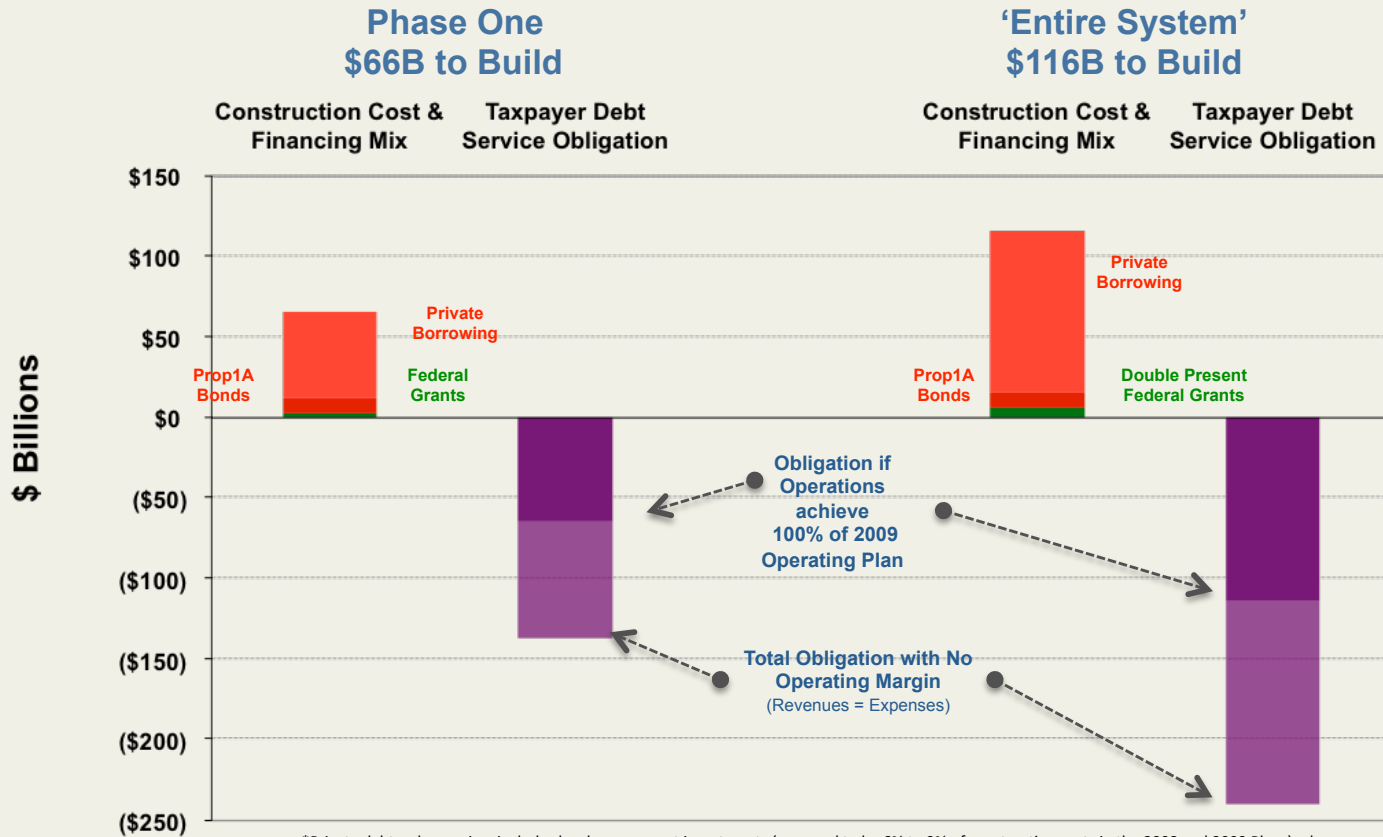 Phase One
$66B to Build
‘Entire System’
$116B to Build
Construction Cost &
Financing Mix
Taxpayer Debt
Service Obligation
Construction Cost &
Financing Mix
Taxpayer Debt
Service Obligation
$ Billions
$150
$100
$50
$0
($50)
($100)
($150)
($200)
($250)
Private
Borrowing
Prop1A
Bonds
Federal
Grants
Private
Borrowing
Prop1A
Bonds
Double Present
Federal Grants
Obligation if
Operations
achieve
100% of 2009
Operating Plan
Total Obligation with No
Operating Margin
(Revenues = Expenses)